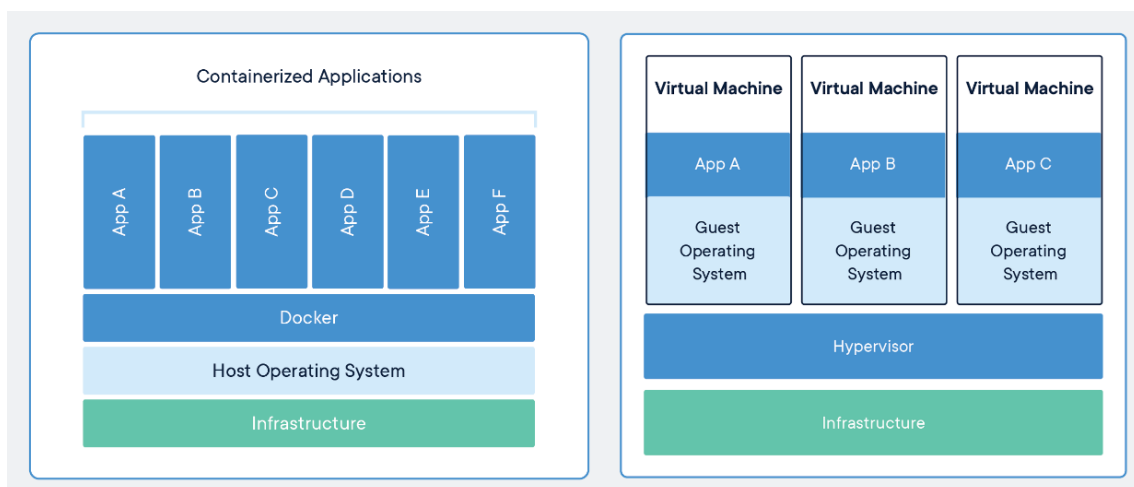 Containerized Applications
App A
App B
App C
App D
App E
App F
Docker
Host Operating System
Infrastructure
Virtual Machine
App A
Guest
Operating
System
Virtual Machine
App B
Guest
Operating
System
Virtual Machine
App C
Guest
Operating
System
Hypervisor
Infrastructure